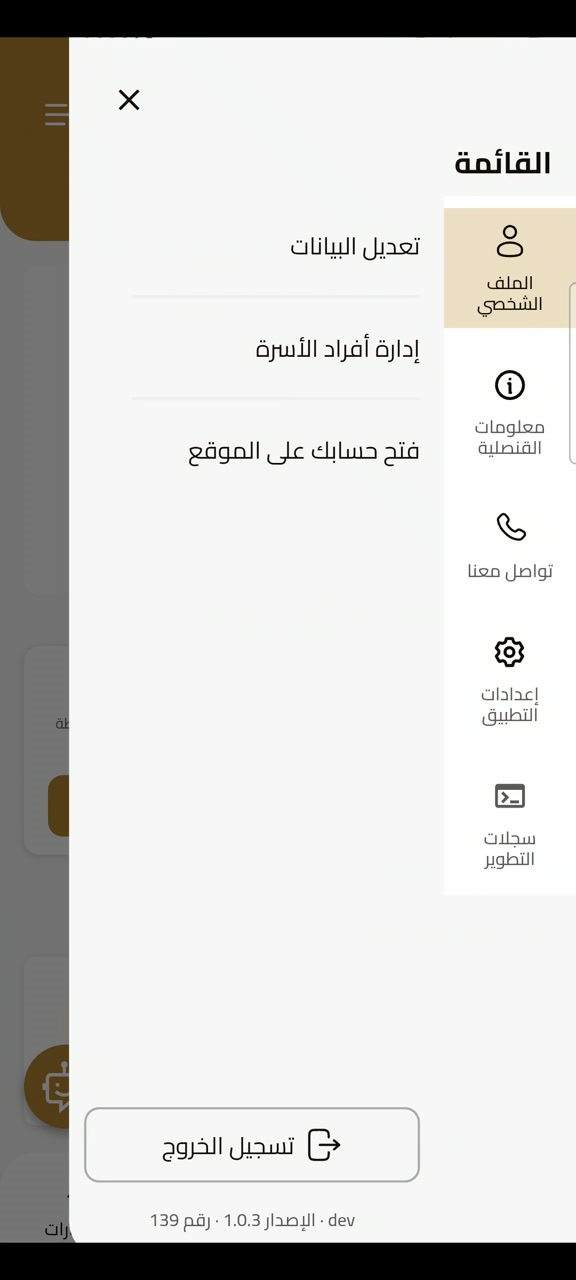 القائمة
الملف
الشخصي
معلومات
القنصلية
تواصل معنا
إعدادات
التطبيق
سجلات
التطوير
تعديل البيانات
إدارة أفراد الأسرة
فتح حسابك على الموقع
تسجيل الخروج
dev · الإصدار 1.0.3 · رقم 139